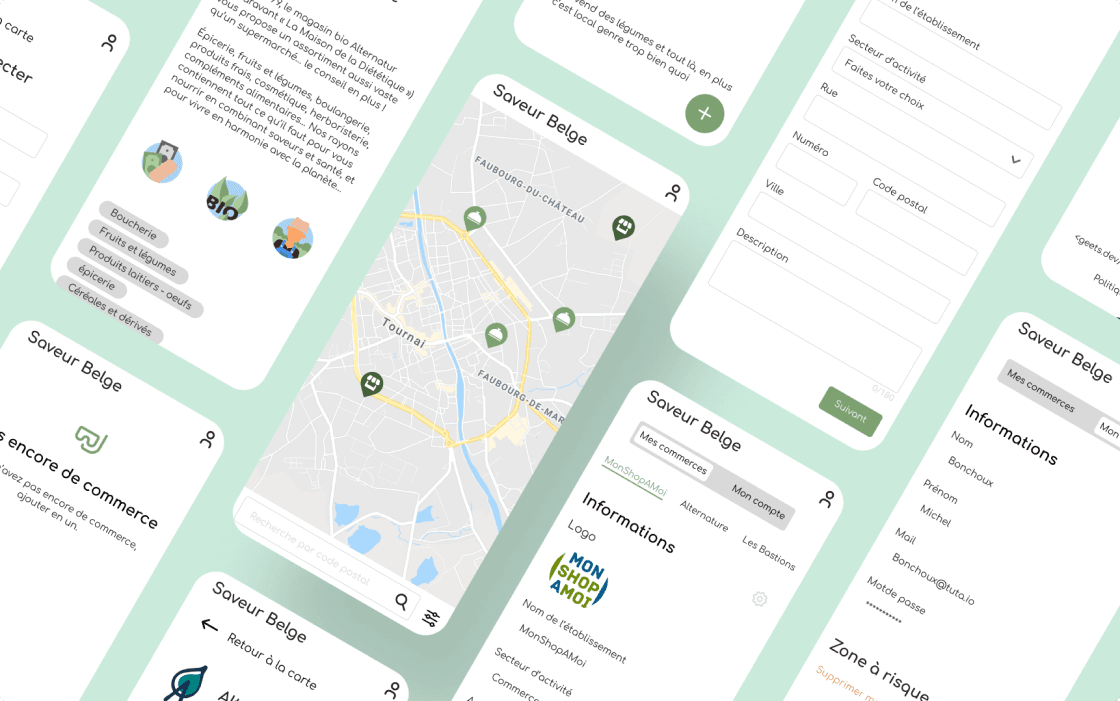 carte
ecter
, le magasin bio Alternatur
avant « La Maison de la Diététique »)
vous propose un assortiment aussi vaste
qu'un supermarché... le conseil en plus !
Épicerie, fruits et légumes, boulangerie,
produits frais, cosmétique, herboristerie,
compléments alimentaires... Nos rayons
contiennent tout ce qu'il faut pour vous
nourrir en combinant saveurs et santé, et
pour vivre en harmonie avec la planète...
BIO
Boucherie
Fruits et légumes
Produits laitiers - oeufs
épicerie
Céréales et dérivés
vend des légumes et tout là, en plus
c'est local genre trop bien quoi
+
Saveur Belge
FAUBOURG-DU-CHÂTEAU
Tournai
FAUBOURG-DE-MAR
Recherche par code postal
de l'établissement
Secteur d'activité
Faites votre choix
Rue
Numéro
Code postal
Ville
Description
0/180
Suivant
<geets.dev
Politiq
Saveur Belge
s encore de commerce
'avez pas encore de commerce,
ajouter en un.
Saveur Belge
Retour à la carte
Saveur Belge
Mes commerces
Mon compte
MonShopAMoi
Alternature
Les Bastions
Informations
Logo
MON
SHOP
AMOI
Nom de l'établissement
MonShopAMoi
Secteur d'activité
Commerce
Saveur Belge
Mes commerces
Mon
Informations
Nom
Bonchoux
Prénom
Michel
Mail
Bonchoux@tuta.io
Motde passe
Zone à risque
Supprimer m